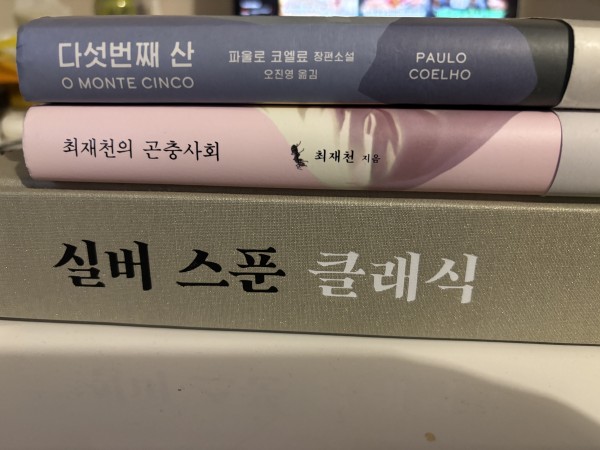 다섯번째 산
O MONTE CINCO
파울로 코엘료 장편소설
오진영 옮김
PAULO
COELHO
최재천의 곤충사회
최재천 지음
실버 스푼 클래식